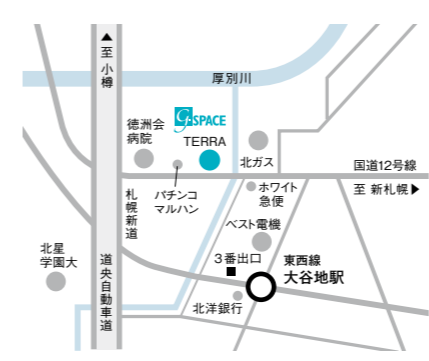 ▲至小樽
厚別川
G-SPACE
TERRA
徳洲会
病院
北ガス
国道12号線
至 新札幌▶
パチンコ
マルハン
ホワイト
急便
札幌新道
ベスト電機
北星
学園大
道央自動車道
3番出口
東西線
大谷地駅
北洋銀行